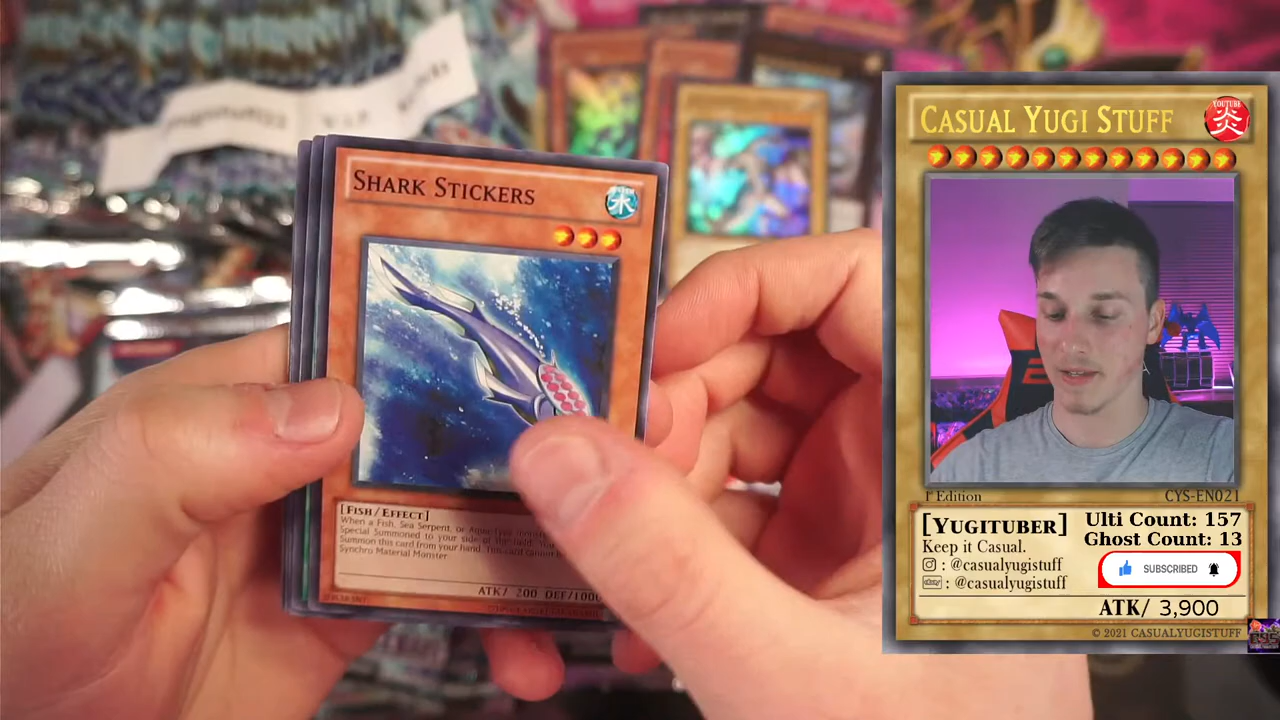 SHARK STICKERS
水
[FISH/EFFECT]
When a Fish, Sea Serpent, or Aqua-Type
Special Summoned to your side of the field,
Summon this card from your hand. This card cannot
Synchro Material Monster.
ATK/ 200 DEF/1000
CASUAL YUGI STUFF
YOUTUBE
炎
1st Edition
CYS-EN021
[YUGITUBER]
Keep it Casual.
: @casualyugistuff
: @casualyugistuff
Ulti Count: 157
Ghost Count: 13
SUBSCRIBED
ATK/ 3,900
© 2021 CASUALYUGISTUFF